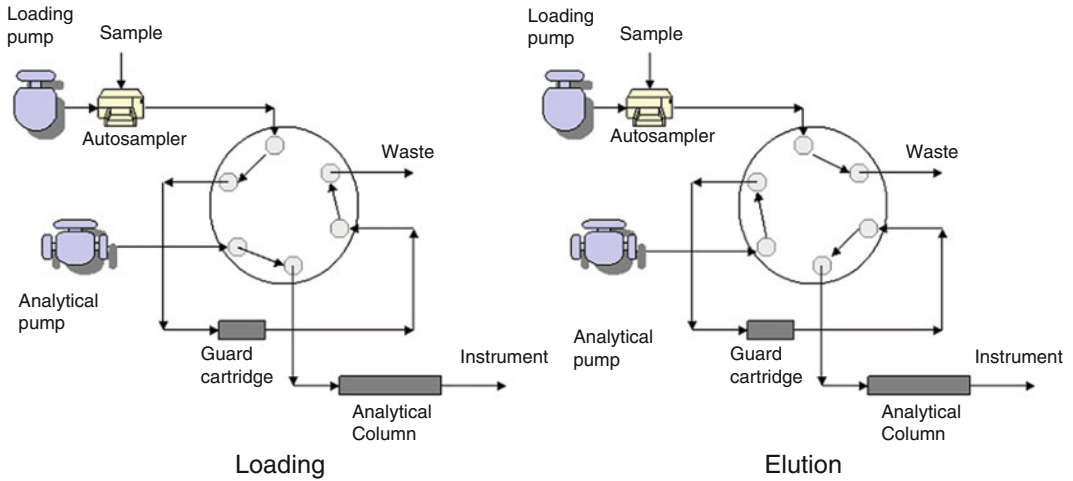 Loading
pump
Sample
Autosampler
Waste
Analytical
pump
Guard
cartridge
Instrument
Analytical
Column
Loading
Loading
pump
Sample
Autosampler
Waste
Analytical
pump
Guard
cartridge
Instrument
Analytical
Column
Elution